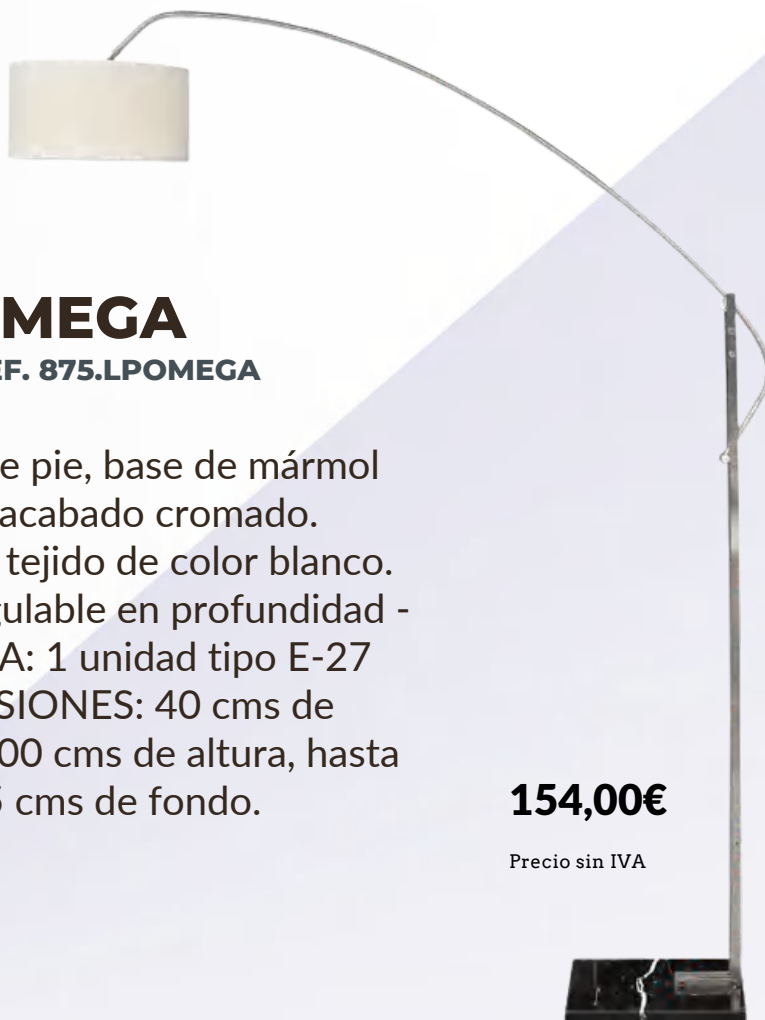 MEGA
EF. 875.LPOMEGA
e pie, base de mármol
acabado cromado.
tejido de color blanco.
gulable en profundidad -
A: 1 unidad tipo E-27
SIONES: 40 cms de
00 cms de altura, hasta
cms de fondo.
154,00€
Precio sin IVA